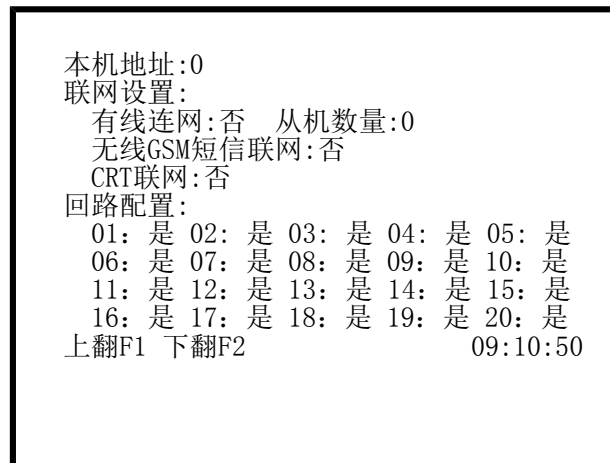 本机地址:0
联网设置:
有线连网:否 从机数量:0
无线GSM短信联网:否
CRT联网:否
回路配置:
01: 是 02: 是 03: 是 04: 是 05: 是
06: 是 07: 是 08: 是 09: 是 10: 是
11: 是 12: 是 13: 是 14: 是 15: 是
16: 是 17: 是 18: 是 19: 是 20: 是
上翻F1 下翻F2 09:10:50